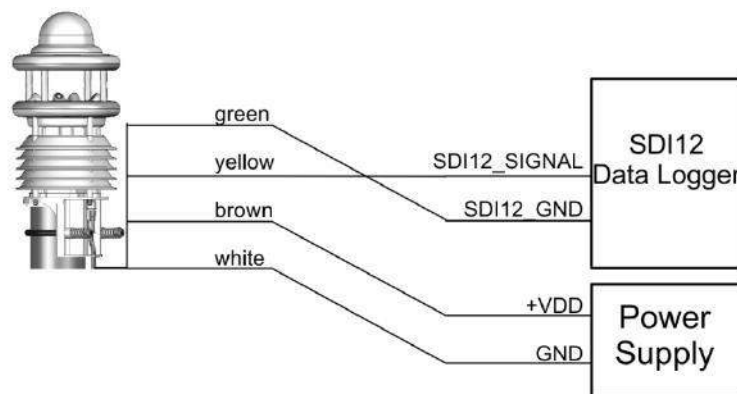 green
yellow
brown
white
SDI12_SIGNAL
SDI12_GND
+VDD
GND
SDI12
Data Logger
Power
Supply